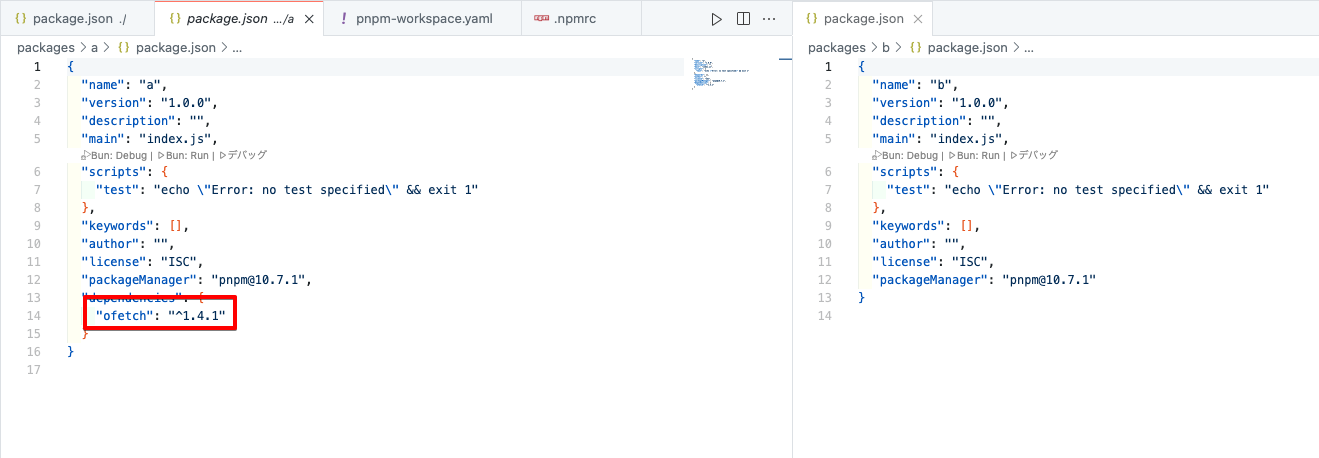 package.json ./
package.json .../a
pnpm-workspace.yaml
.npmrc
packages > a > {} package.json > ...
1 {
2 "name": "a",
3 "version": "1.0.0",
4 "description": "",
5 "main": "index.js",
Bun: Debug | Bun: Run | デバッグ
6 "scripts": {
7 "test": "echo \"Error: no test specified\" && exit 1"
8 },
9 "keywords": [],
10 "author": "",
11 "license": "ISC",
12 "packageManager": "pnpm@10.7.1",
13 "dependencies": {
14 "ofetch": "^1.4.1"
15 }
16 }
17
package.json
packages > b > {} package.json > ...
1 {
2 "name": "b",
3 "version": "1.0.0",
4 "description": "",
5 "main": "index.js",
Bun: Debug | Bun: Run | デバッグ
6 "scripts": {
7 "test": "echo \"Error: no test specified\" && exit 1"
8 },
9 "keywords": [],
10 "author": "",
11 "license": "ISC",
12 "packageManager": "pnpm@10.7.1"
13 }
14